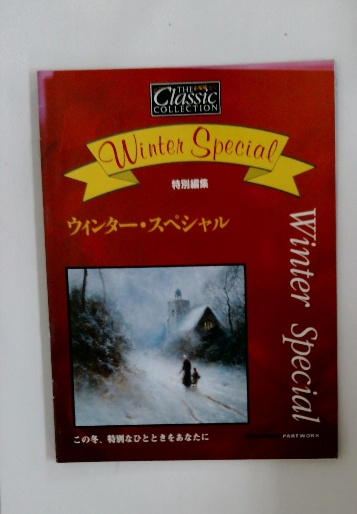 THE
Classic
COLLECTION
Winter Special
特別編集
ウィンター・スペシャル
Winter Special
この冬、特別なひとときをあなたに
PARTWORK